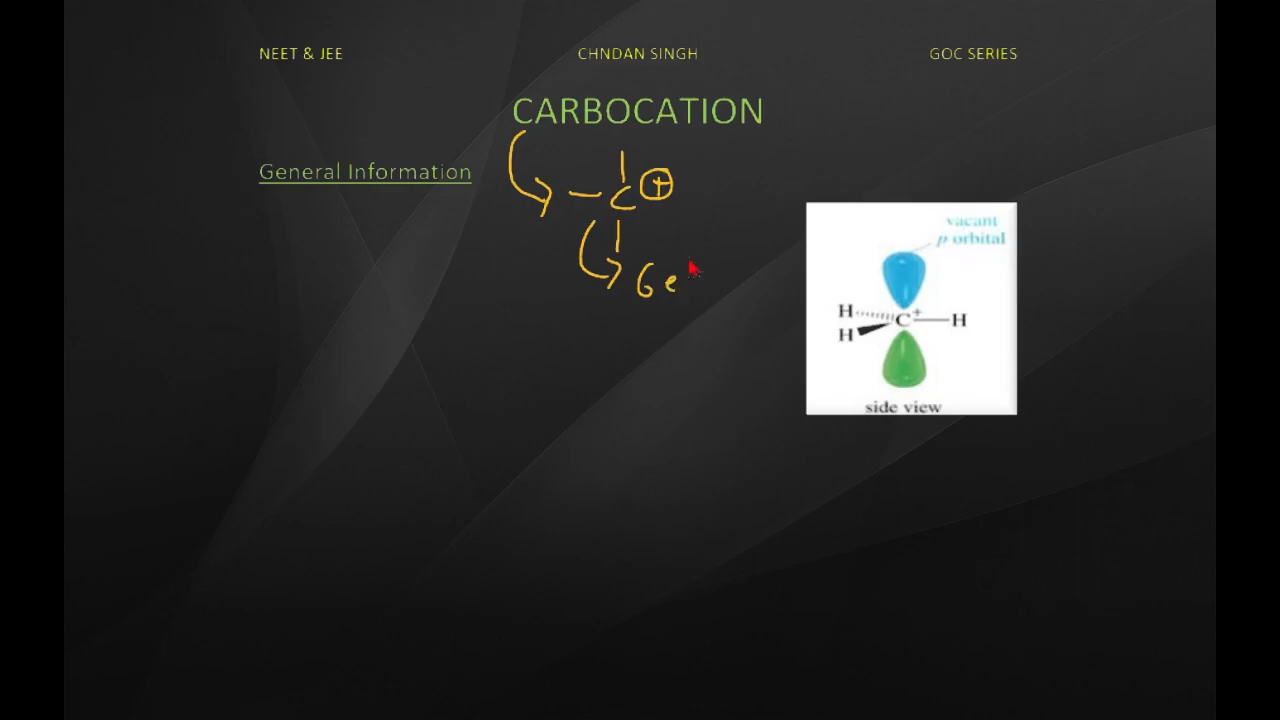 NEET & JEE CHNDAN SINGH GOC SERIES
CARBOCATION
General Information
C +
6e
vacant
p orbital
H
C + H
H
side view